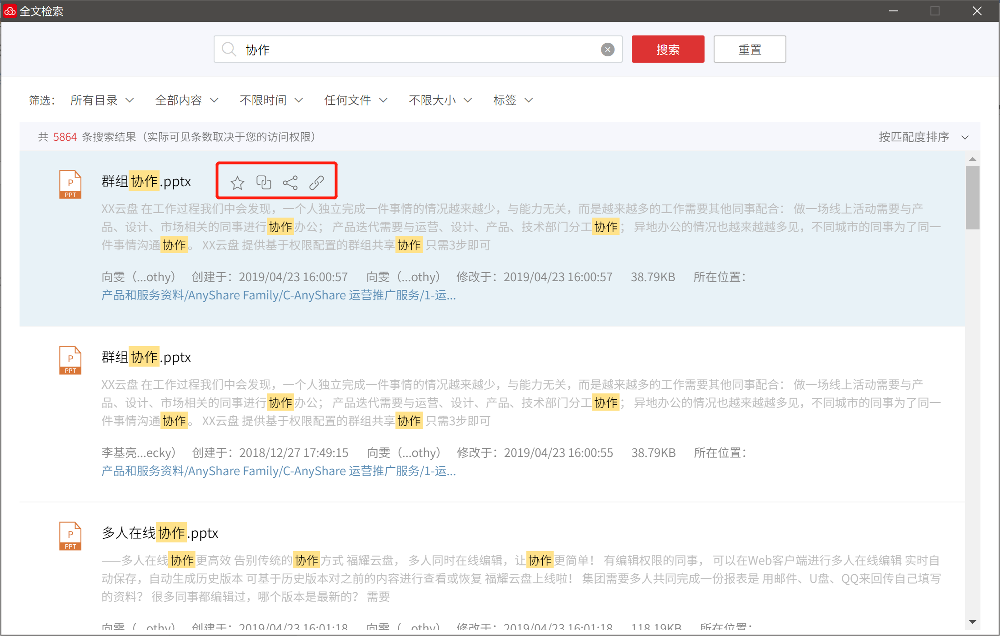 全文检索
协作
搜索
重置
筛选： 所有目录 全部内容 不限时间 任何文件 不限大小 标签
共 5864 条搜索结果（实际可见条数取决于您的访问权限） 按匹配度排序
P
PPT
群组协作.pptx
XX云盘 在工作过程我们中会发现，一个人独立完成一件事情的情况越来越少，与能力无关，而是越来越多的工作需要其他同事配合： 做一场线上活动需要与产
品、设计、市场相关的同事进行协作办公； 产品迭代需要与运营、设计、产品、技术部门分工协作； 异地办公的情况也越来越越多见，不同城市的同事为了同一
件事情沟通协作。 XX云盘 提供基于权限配置的群组共享协作 只需3步即可
向雯（...othy） 创建于：2019/04/23 16:00:57 向雯（...othy） 修改于：2019/04/23 16:00:57 38.79KB 所在位置：
产品和服务资料/AnyShare Family/C-AnyShare 运营推广服务/1-运...
P
PPT
群组协作.pptx
XX云盘 在工作过程我们中会发现，一个人独立完成一件事情的情况越来越少，与能力无关，而是越来越多的工作需要其他同事配合： 做一场线上活动需要与产
品、设计、市场相关的同事进行协作办公； 产品迭代需要与运营、设计、产品、技术部门分工协作； 异地办公的情况也越来越越多见，不同城市的同事为了同一
件事情沟通协作。 XX云盘 提供基于权限配置的群组共享协作 只需3步即可
李基亮...ecky） 创建于：2018/12/27 17:49:15 向雯（...othy） 修改于：2019/04/23 16:00:55 38.79KB 所在位置：
产品和服务资料/AnyShare Family/C-AnyShare 运营推广服务/1-运...
P
PPT
多人在线协作.pptx
——多人在线协作更高效 告别传统的协作方式 福耀云盘， 多人同时在线编辑，让协作更简单！ 有编辑权限的同事， 可以在Web客户端进行多人在线编辑 实时自
动保存，自动生成历史版本 可基于历史版本对之前的内容进行查看或恢复 福耀云盘上线啦！ 集团需要多人共同完成一份报表是 用邮件、U盘、QQ来回传自己填写
的资料？ 很多同事都编辑过，哪个版本是最新的？ 需要
向雯（...othy） 创建于：2019/04/23 16:01:18 向雯（...othy） 修改于：2019/04/23 16:01:18 118.19KB 所在位置：